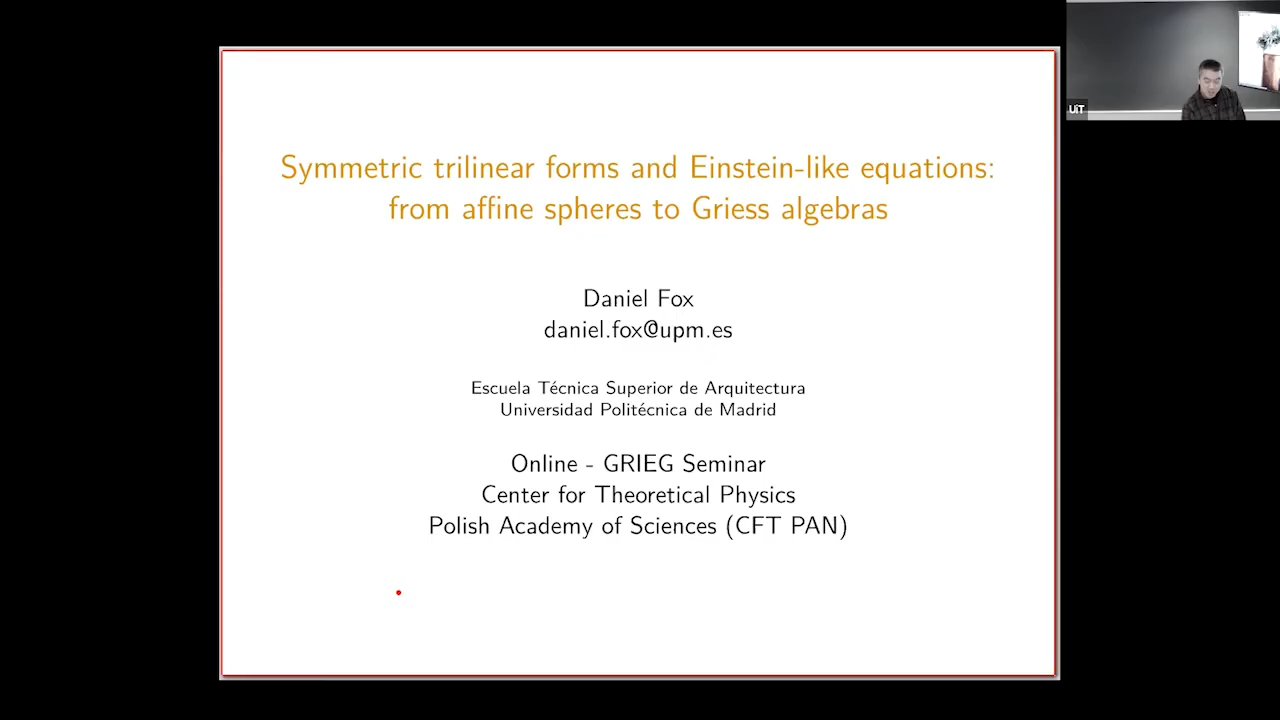 UiT
Symmetric trilinear forms and Einstein-like equations:
from affine spheres to Griess algebras
Daniel Fox
daniel.fox@upm.es
Escuela Técnica Superior de Arquitectura
Universidad Politécnica de Madrid
Online - GRIEG Seminar
Center for Theoretical Physics
Polish Academy of Sciences (CFT PAN)